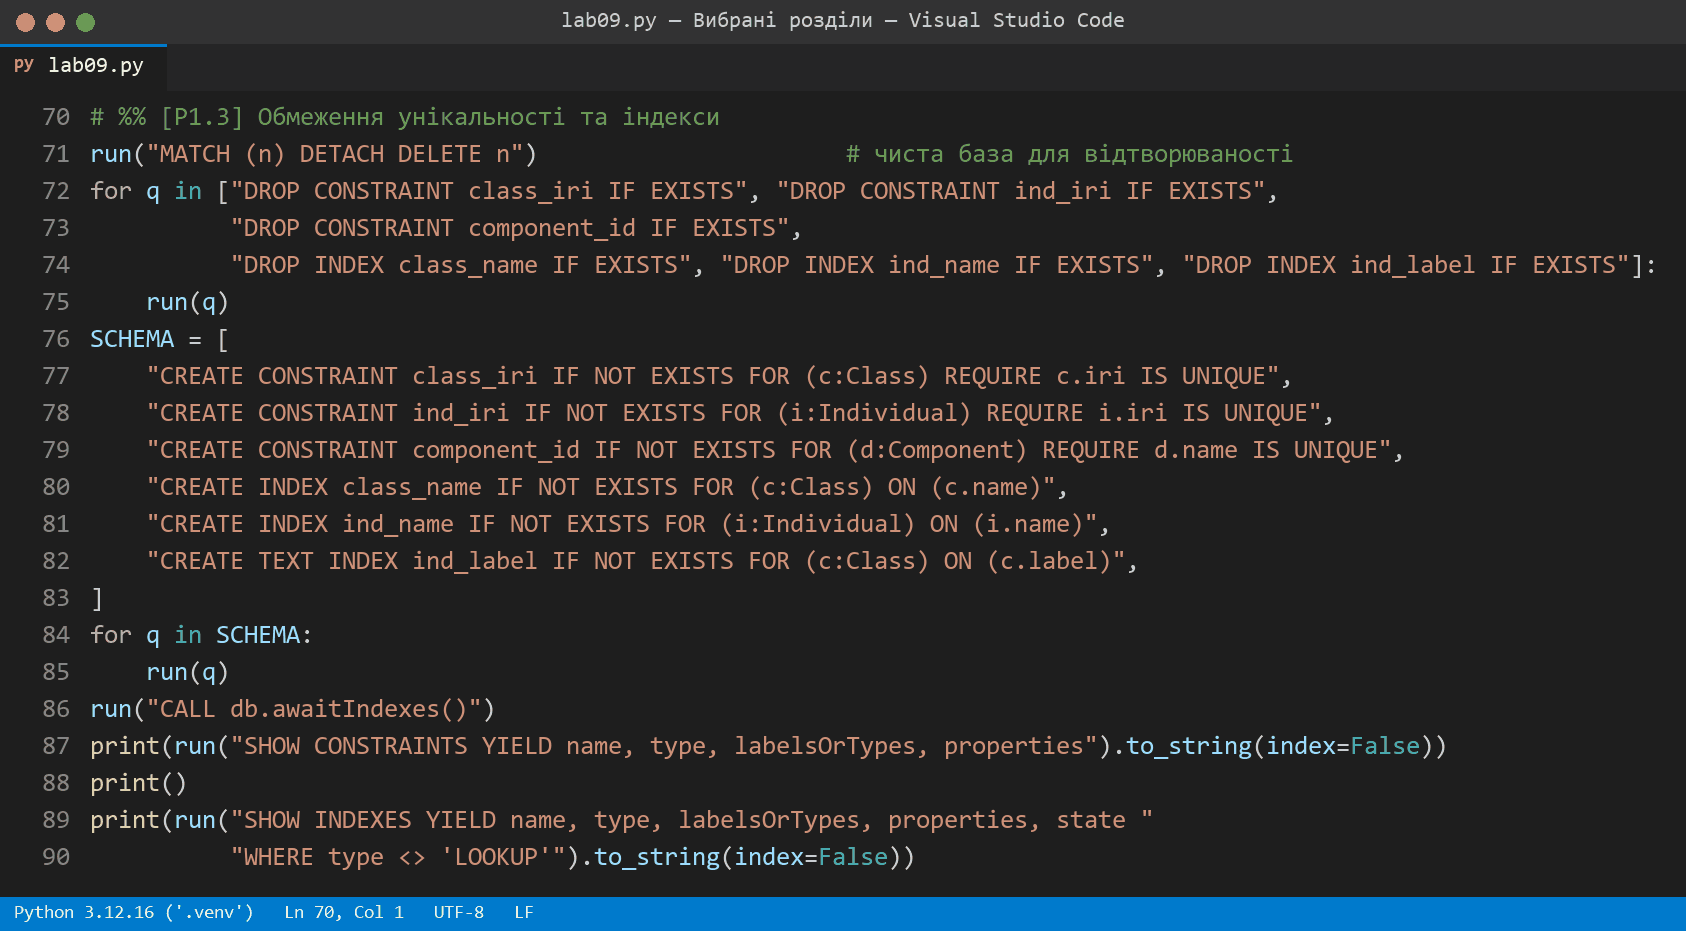 lab09.py — Вибрані розділи — Visual Studio Code
py lab09.py
70 # %% [P1.3] Обмеження унікальності та індекси
71 run("MATCH (n) DETACH DELETE n")                      # чиста база для відтворюваності
72 for q in ["DROP CONSTRAINT class_iri IF EXISTS", "DROP CONSTRAINT ind_iri IF EXISTS",
73           "DROP CONSTRAINT component_id IF EXISTS",
74           "DROP INDEX class_name IF EXISTS", "DROP INDEX ind_name IF EXISTS", "DROP INDEX ind_label IF EXISTS"]:
75     run(q)
76 SCHEMA = [
77     "CREATE CONSTRAINT class_iri IF NOT EXISTS FOR (c:Class) REQUIRE c.iri IS UNIQUE",
78     "CREATE CONSTRAINT ind_iri IF NOT EXISTS FOR (i:Individual) REQUIRE i.iri IS UNIQUE",
79     "CREATE CONSTRAINT component_id IF NOT EXISTS FOR (d:Component) REQUIRE d.name IS UNIQUE",
80     "CREATE INDEX class_name IF NOT EXISTS FOR (c:Class) ON (c.name)",
81     "CREATE INDEX ind_name IF NOT EXISTS FOR (i:Individual) ON (i.name)",
82     "CREATE TEXT INDEX ind_label IF NOT EXISTS FOR (c:Class) ON (c.label)",
83 ]
84 for q in SCHEMA:
85     run(q)
86 run("CALL db.awaitIndexes()")
87 print(run("SHOW CONSTRAINTS YIELD name, type, labelsOrTypes, properties").to_string(index=False))
88 print()
89 print(run("SHOW INDEXES YIELD name, type, labelsOrTypes, properties, state "
90           "WHERE type <> 'LOOKUP'").to_string(index=False))
Python 3.12.16 ('.venv')   Ln 70, Col 1   UTF-8   LF